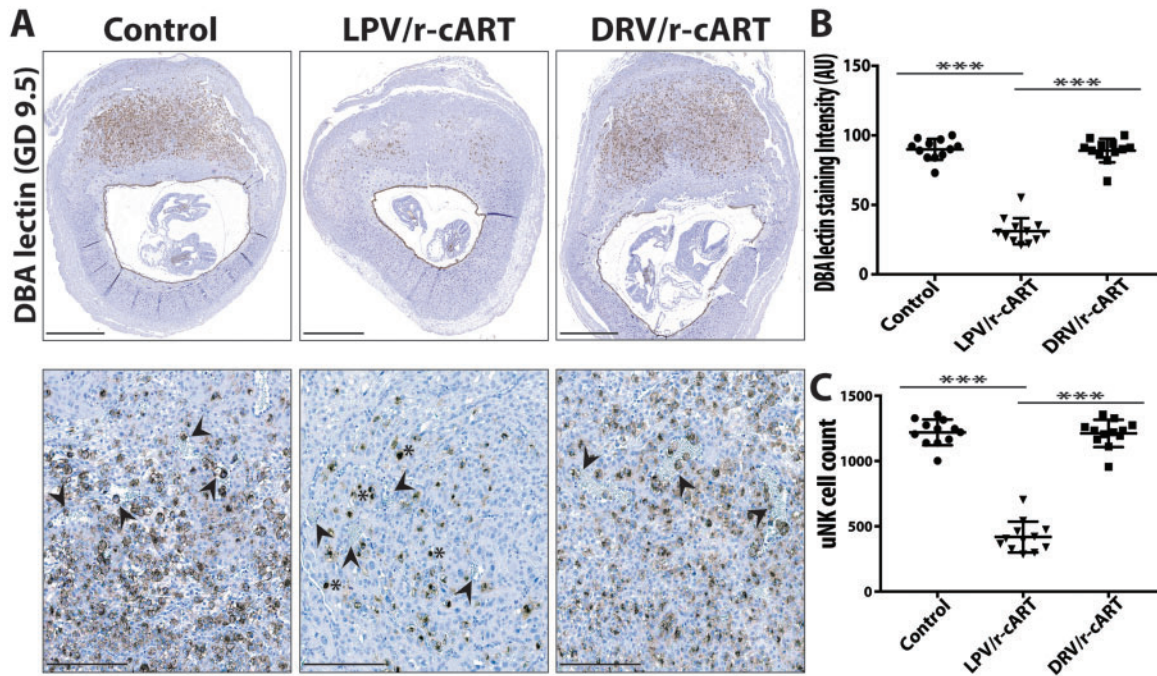 A
Control
LPV/r-cART
DRV/r-cART
DBA lectin (GD 9.5)
*
*
*
*
B
***
***
DBA lectin staining Intensity (AU)
150
100
50
0
Control
LPV/r-cART
DRV/r-cART
C
***
***
uNK cell count
1500
1000
500
0
Control
LPV/r-cART
DRV/r-cART